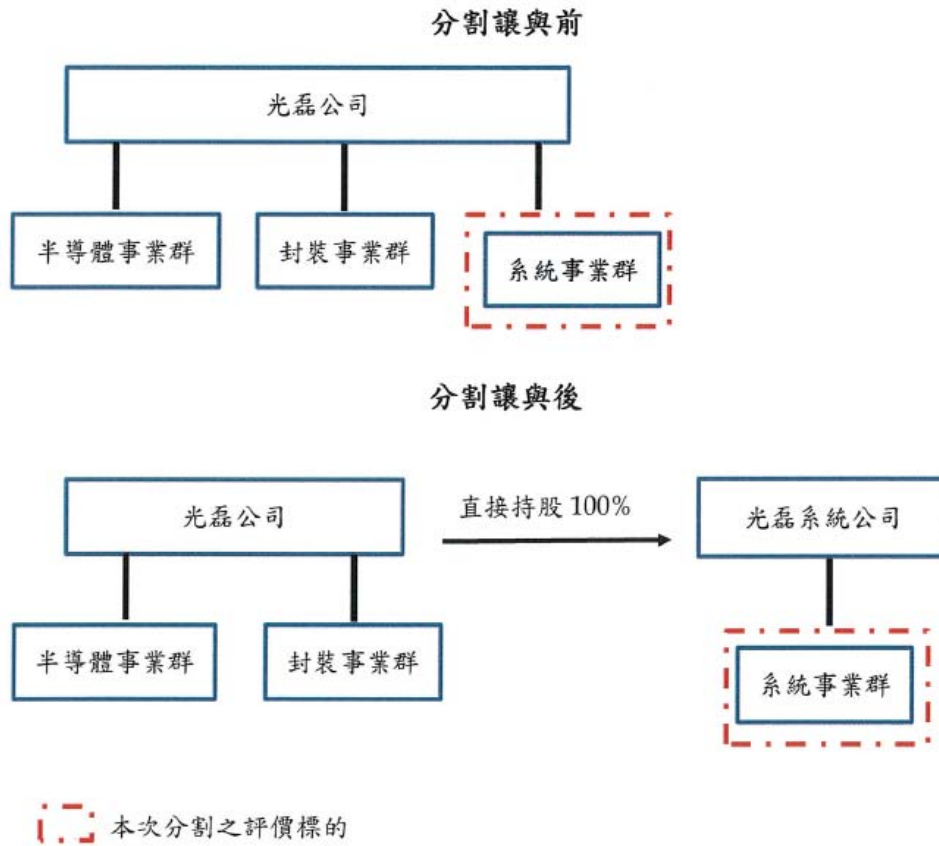 分割讓與前
光磊公司
半導體事業群
封裝事業群
系統事業群
分割讓與後
光磊公司
直接持股 100%
光磊系統公司
半導體事業群
封裝事業群
系統事業群
本次分割之評價標的